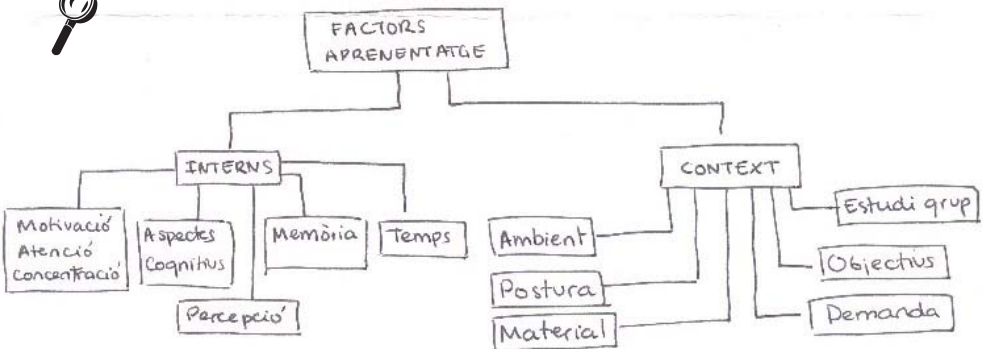 FACTORS
APRENENTATGE
INTERNS
CONTEXT
Motivació
Atenció
Concentració
Aspectes
Cognitius
Percepció
Memòria
Temps
Ambient
Postura
Material
Estudi grup
Objectius
Demanda